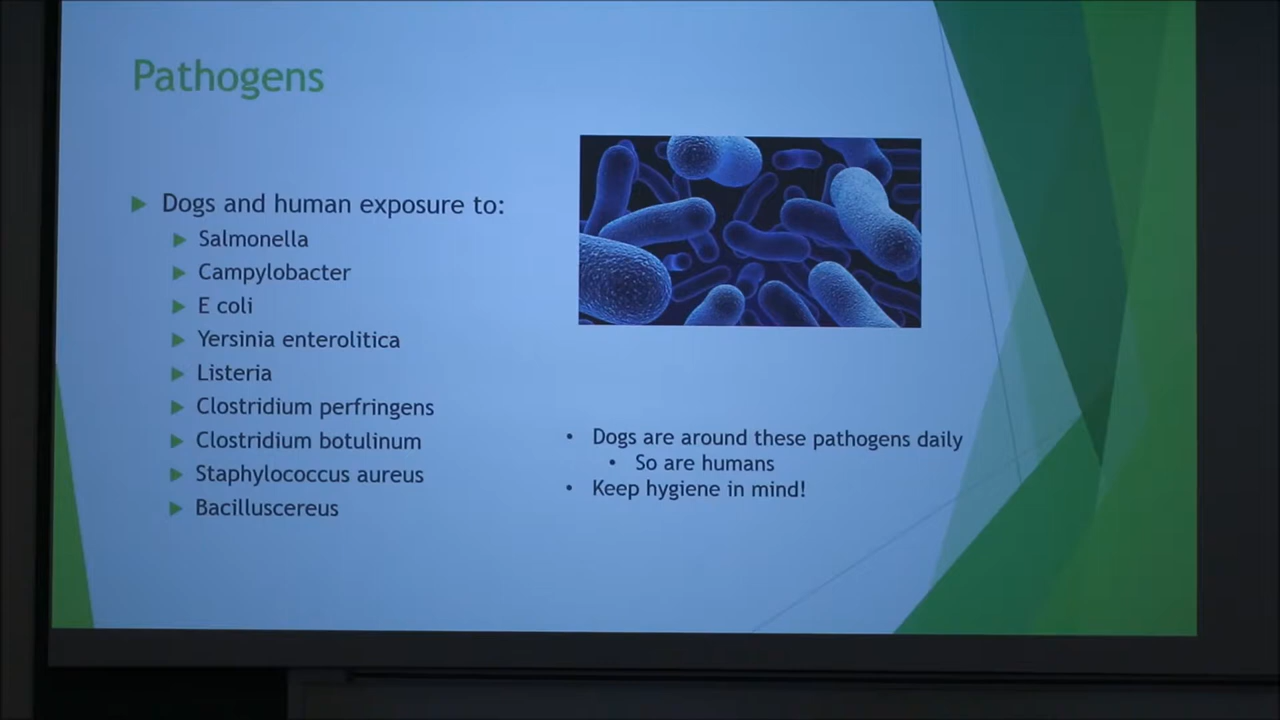 Pathogens
Dogs and human exposure to:
Salmonella
Campylobacter
E coli
Yersinia enterolitica
Listeria
Clostridium perfringens
Clostridium botulinum
Staphylococcus aureus
Bacilluscereus
• Dogs are around these pathogens daily
• So are humans
• Keep hygiene in mind!